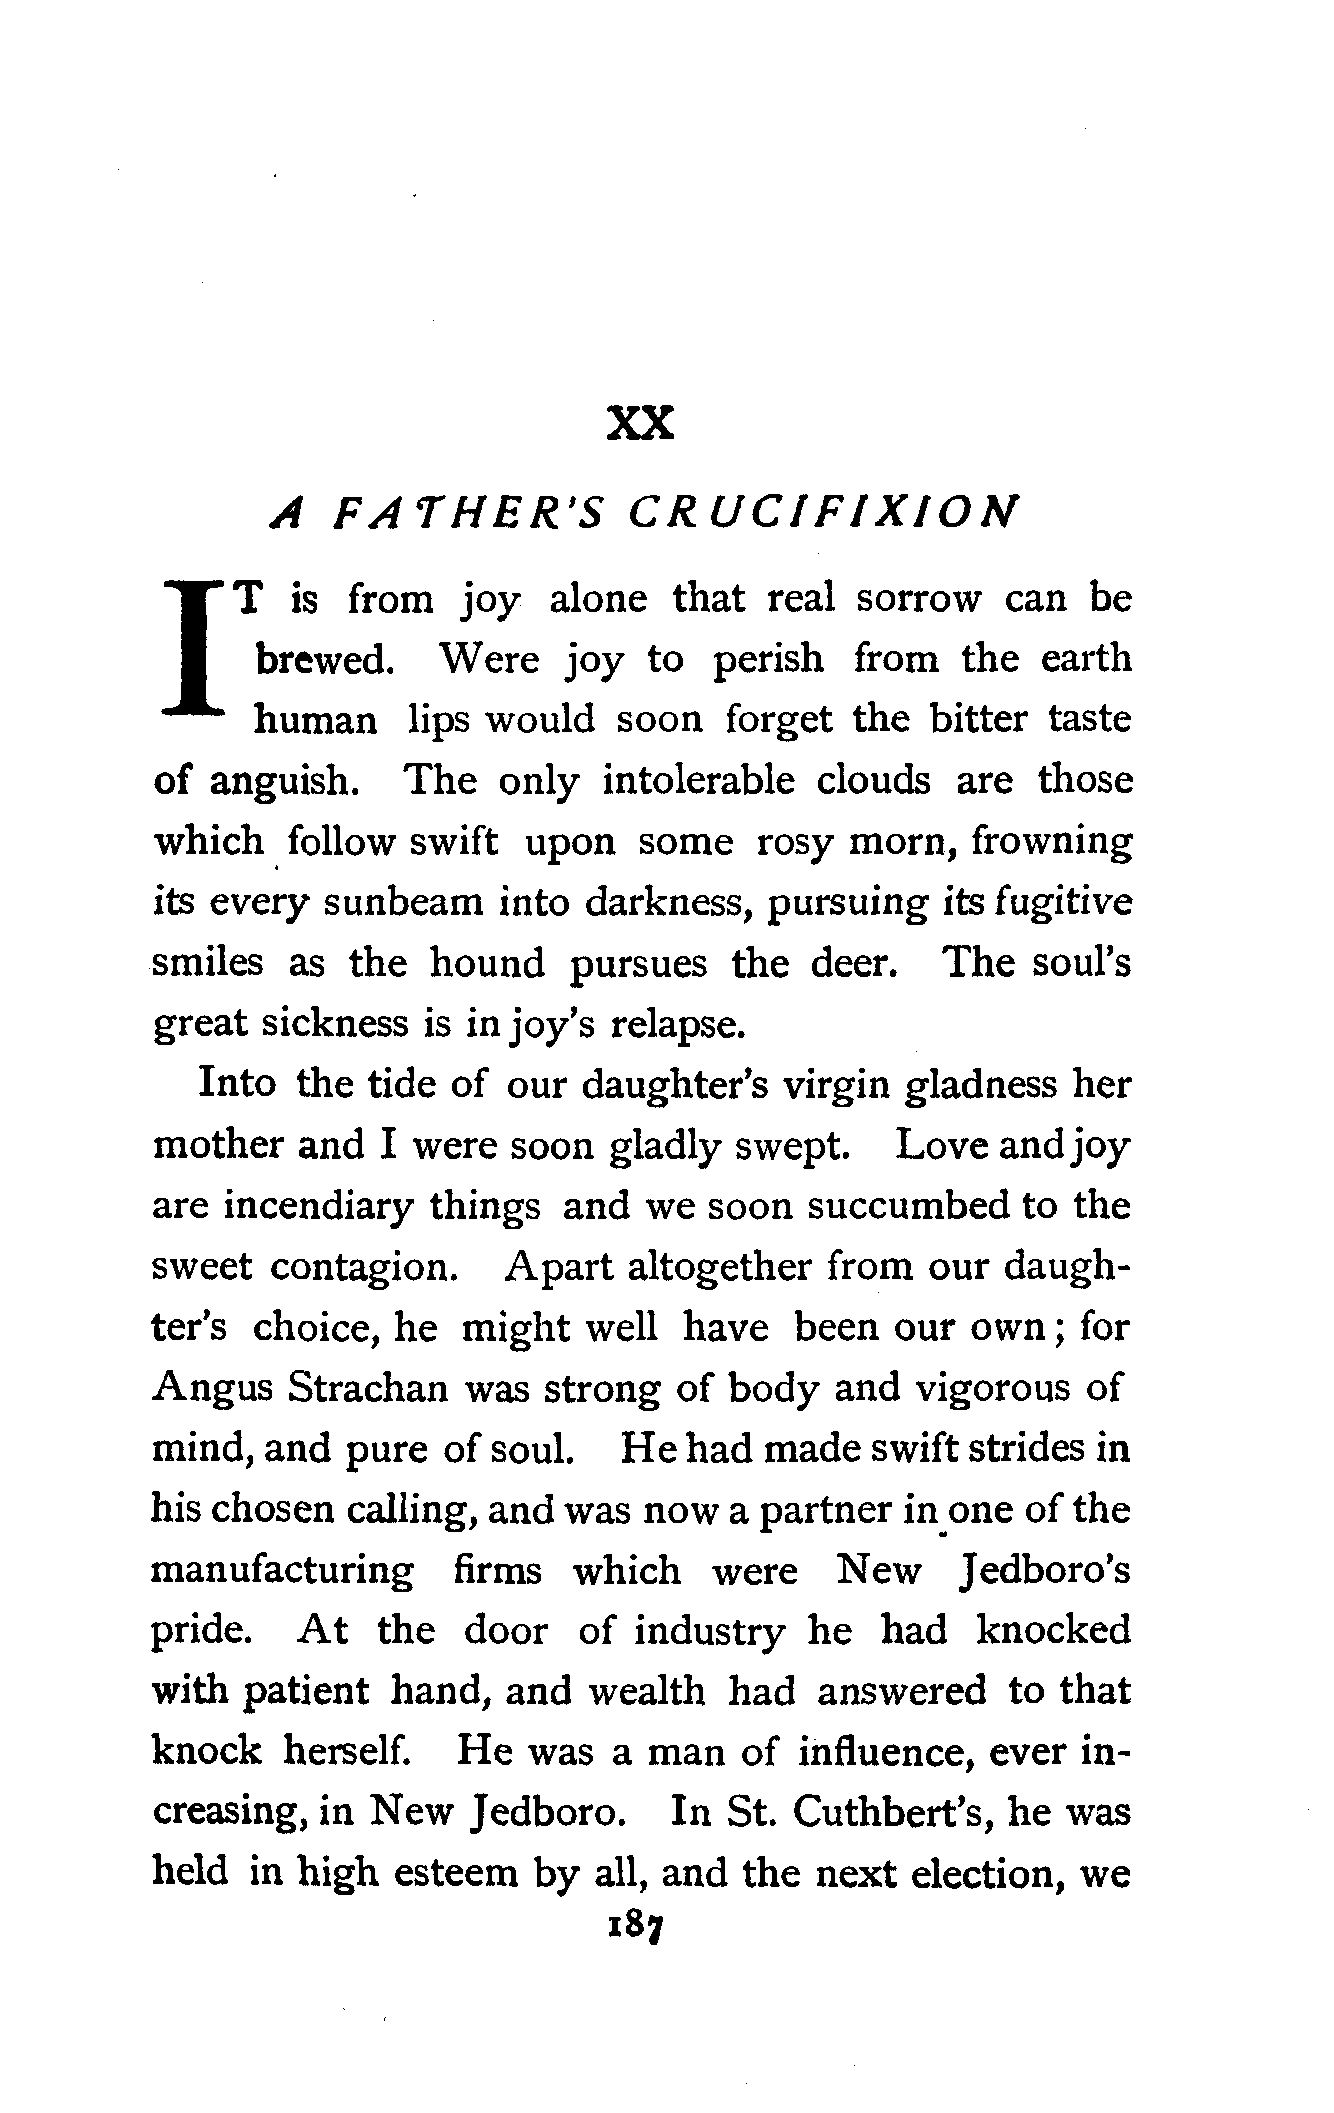 XX
A FATHER'S CRUCIFIXION
IT is from joy alone that real sorrow can be
brewed. Were joy to perish from the earth
human lips would soon forget the bitter taste
of anguish. The only intolerable clouds are those
which follow swift upon some rosy morn, frowning
its every sunbeam into darkness, pursuing its fugitive
smiles as the hound pursues the deer. The soul's
great sickness is in joy's relapse.
Into the tide of our daughter's virgin gladness her
mother and I were soon gladly swept. Love and joy
are incendiary things and we soon succumbed to the
sweet contagion. Apart altogether from our daugh-
ter's choice, he might well have been our own; for
Angus Strachan was strong of body and vigorous of
mind, and pure of soul. He had made swift strides in
his chosen calling, and was now a partner in one of the
manufacturing firms which were New Jedboro's
pride. At the door of industry he had knocked
with patient hand, and wealth had answered to that
knock herself. He was a man of influence, ever in-
creasing, in New Jedboro. In St. Cuthbert's, he was
held in high esteem by all, and the next election, we
187